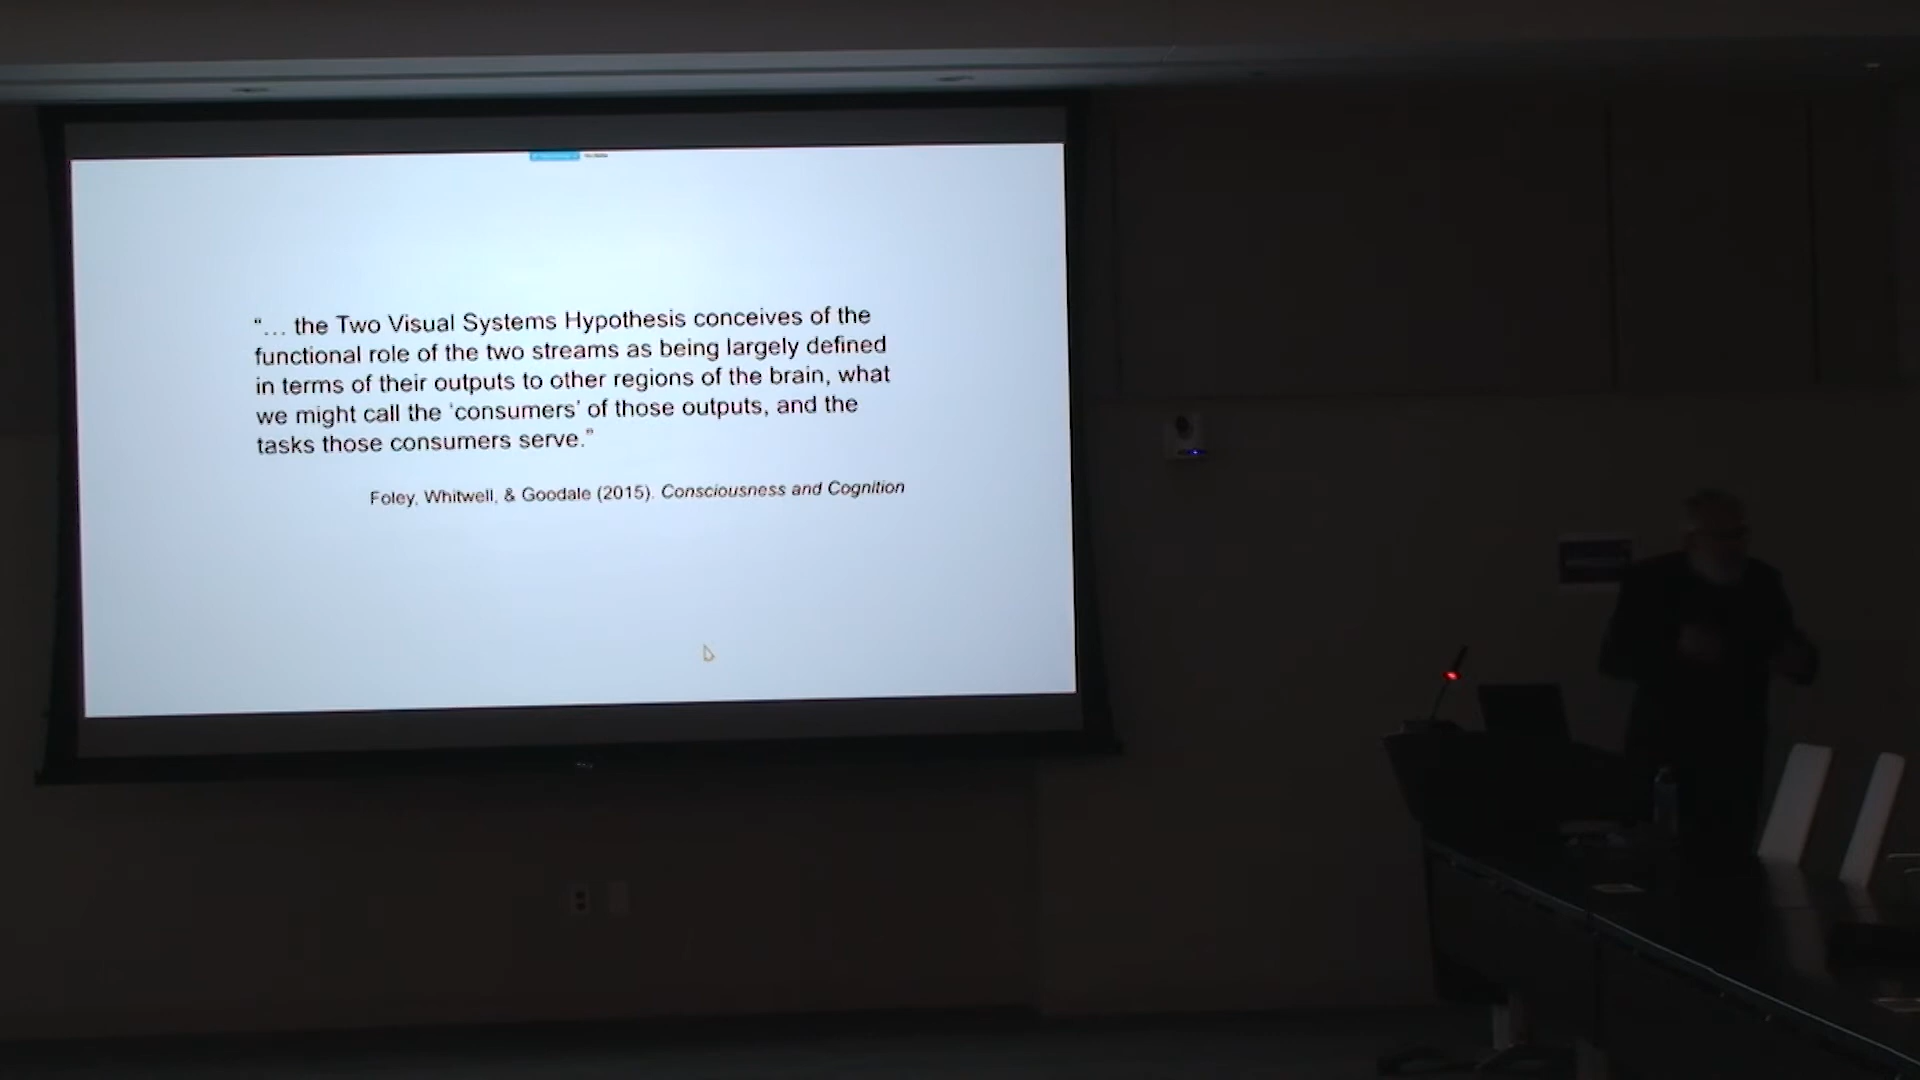 “… the Two Visual Systems Hypothesis conceives of the
functional role of the two streams as being largely defined
in terms of their outputs to other regions of the brain, what
we might call the ‘consumers’ of those outputs, and the
tasks those consumers serve.”
Foley, Whitwell, & Goodale (2015). Consciousness and Cognition